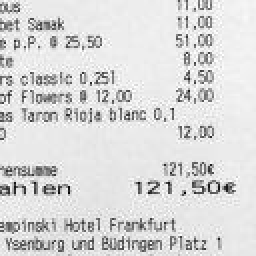 ous 11,00
bet Samak 11,00
e p.P. @ 25,50 51,00
te 8,00
rs classic 0,25l 4,50
of Flowers @ 12,00 24,00
as Taron Rioja blanc 0,1
0 12,00
hensumme 121,50€
ahlen 121,50€
empinski Hotel Frankfurt
Ysenburg und Büdingen Platz 1